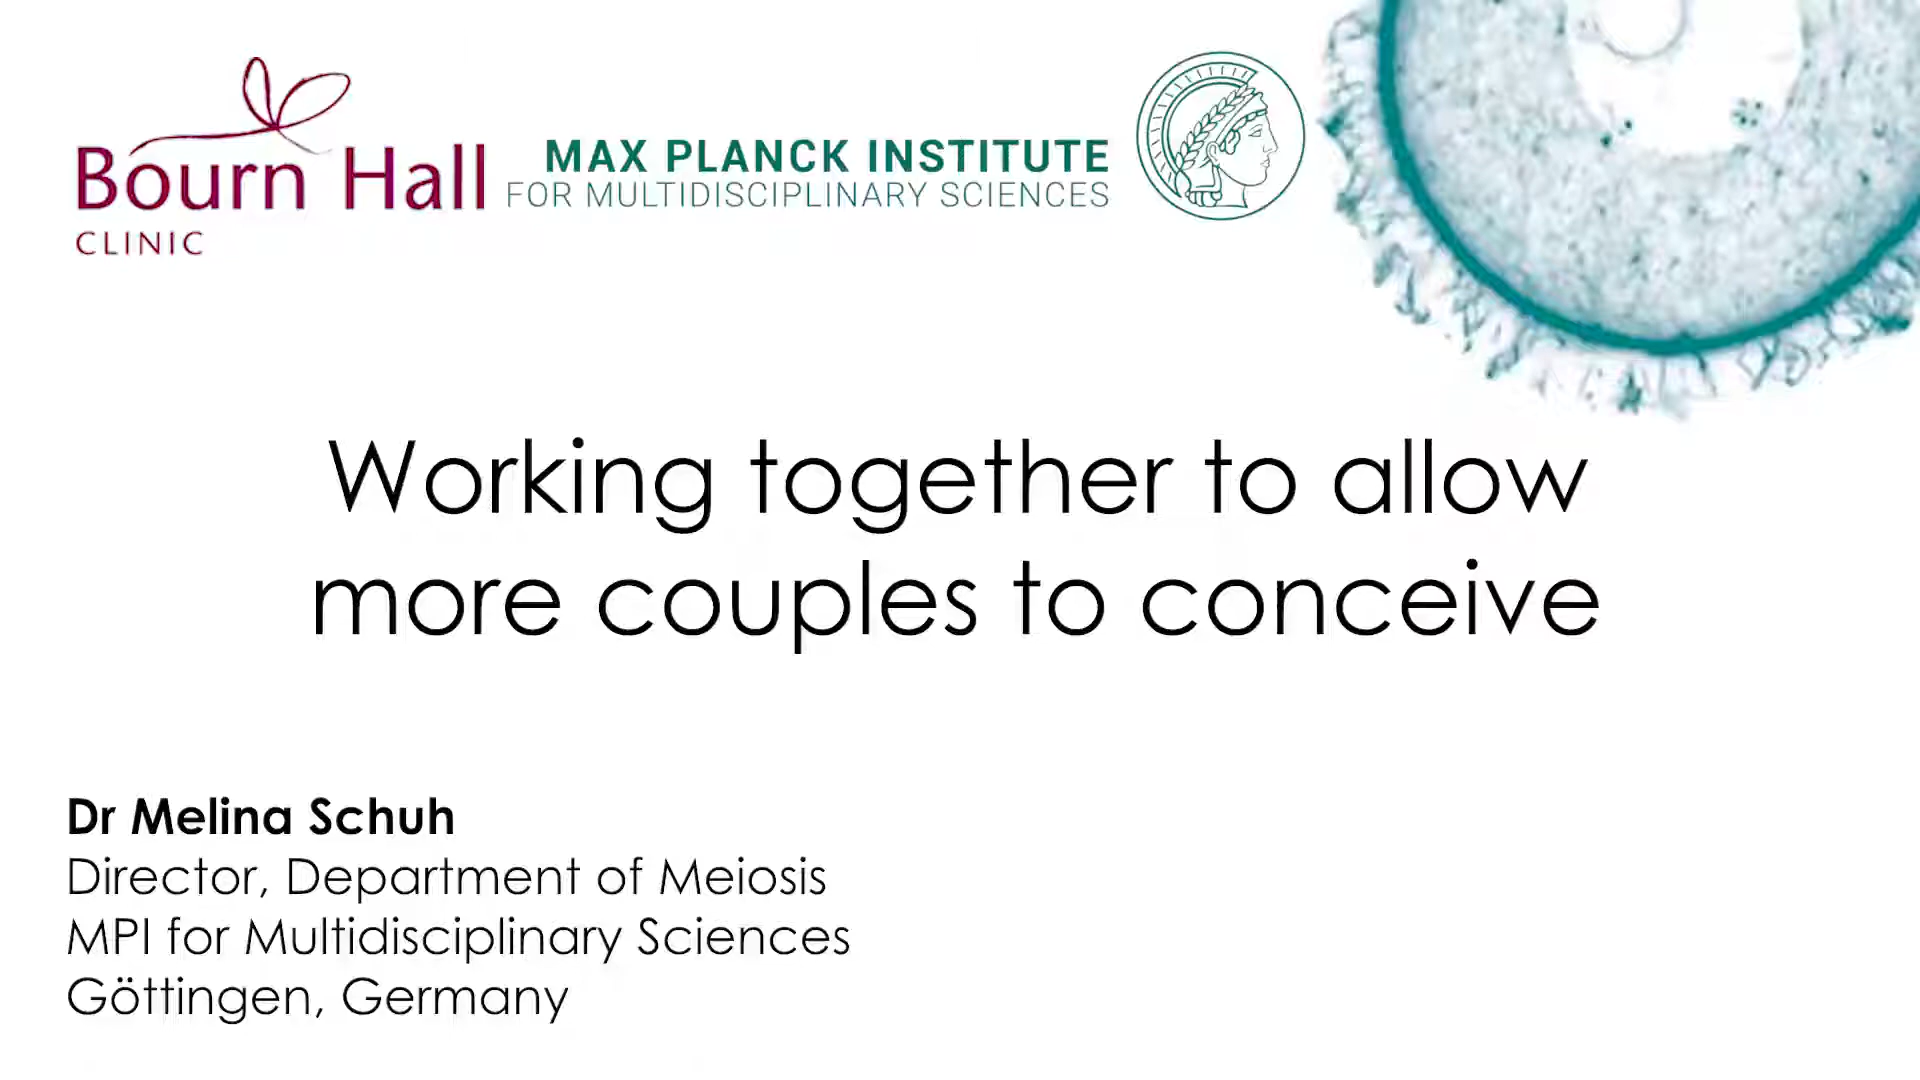 Bourn Hall
CLINIC
MAX PLANCK INSTITUTE
FOR MULTIDISCIPLINARY SCIENCES
Working together to allow
more couples to conceive
Dr Melina Schuh
Director, Department of Meiosis
MPI for Multidisciplinary Sciences
Göttingen, Germany